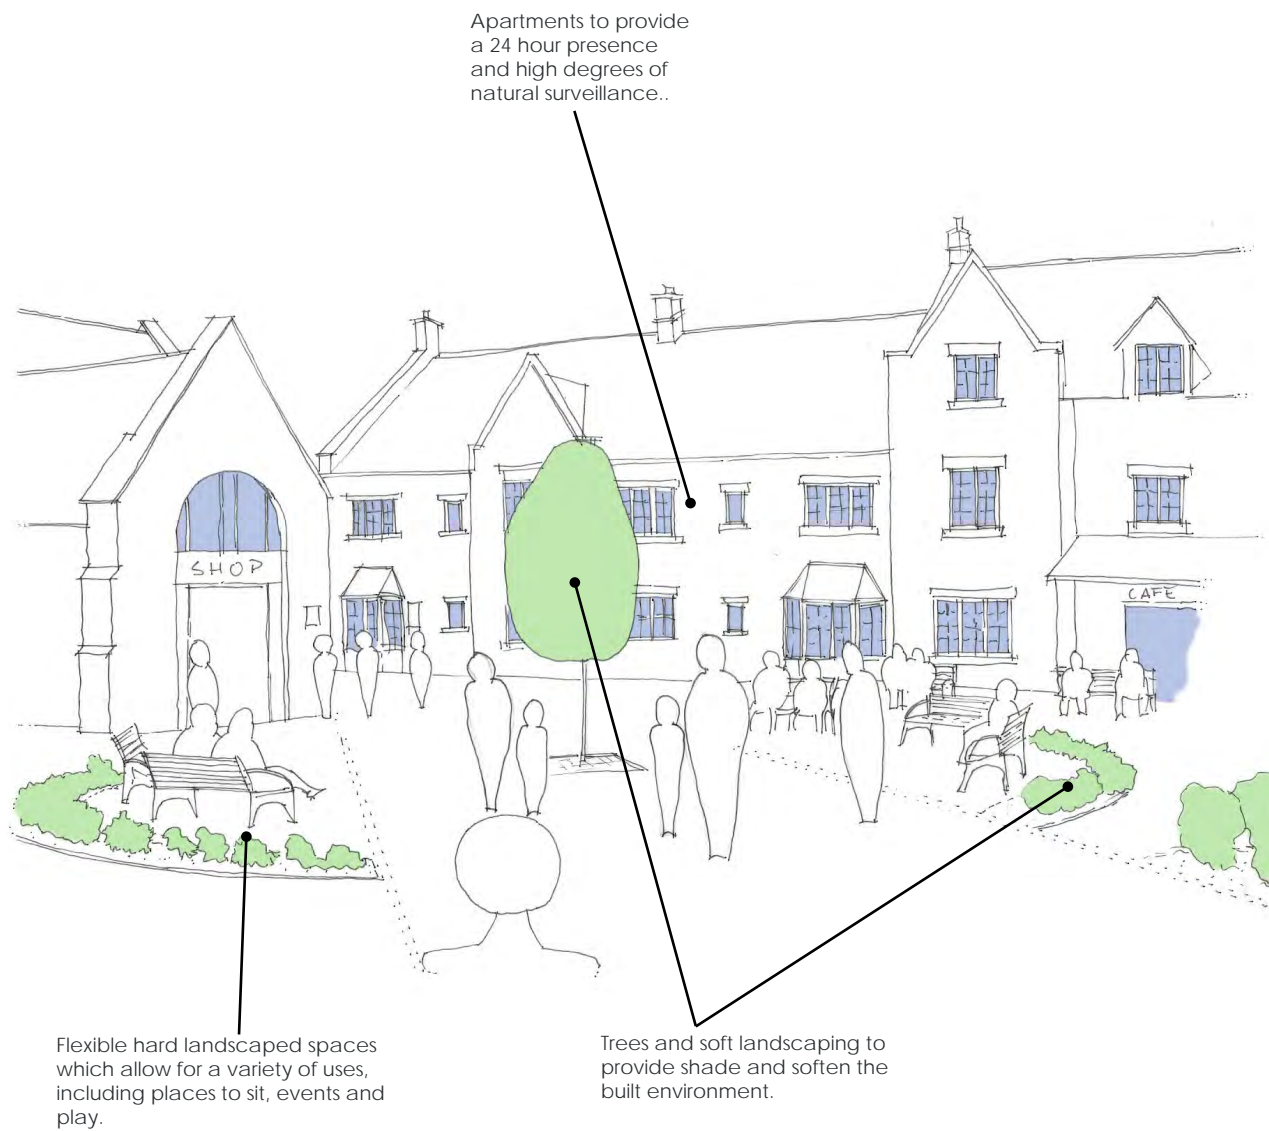 Apartments to provide
a 24 hour presence
and high degrees of
natural surveillance..
SHOP
CAFE
Flexible hard landscaped spaces
which allow for a variety of uses,
including places to sit, events and
play.
Trees and soft landscaping to
provide shade and soften the
built environment.